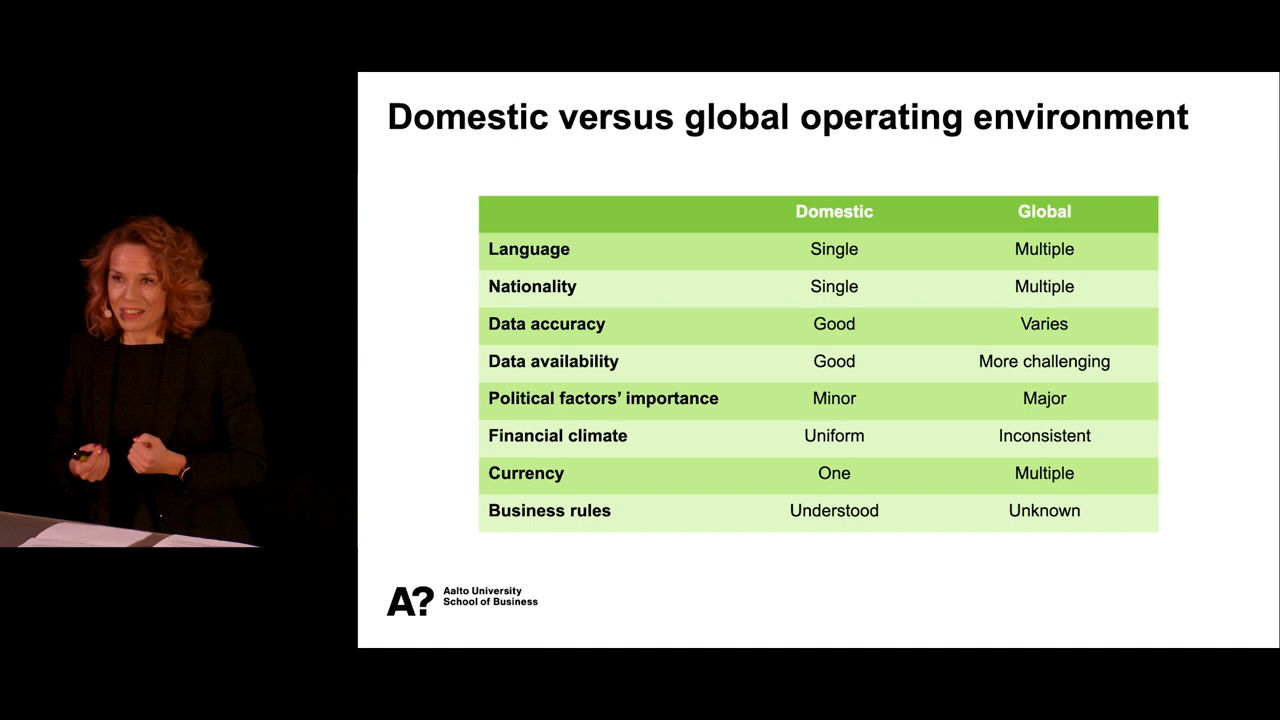 Domestic versus global operating environment
Domestic Global
Language Single Multiple
Nationality Single Multiple
Data accuracy Good Varies
Data availability Good More challenging
Political factors’ importance Minor Major
Financial climate Uniform Inconsistent
Currency One Multiple
Business rules Understood Unknown
A? Aalto University
School of Business